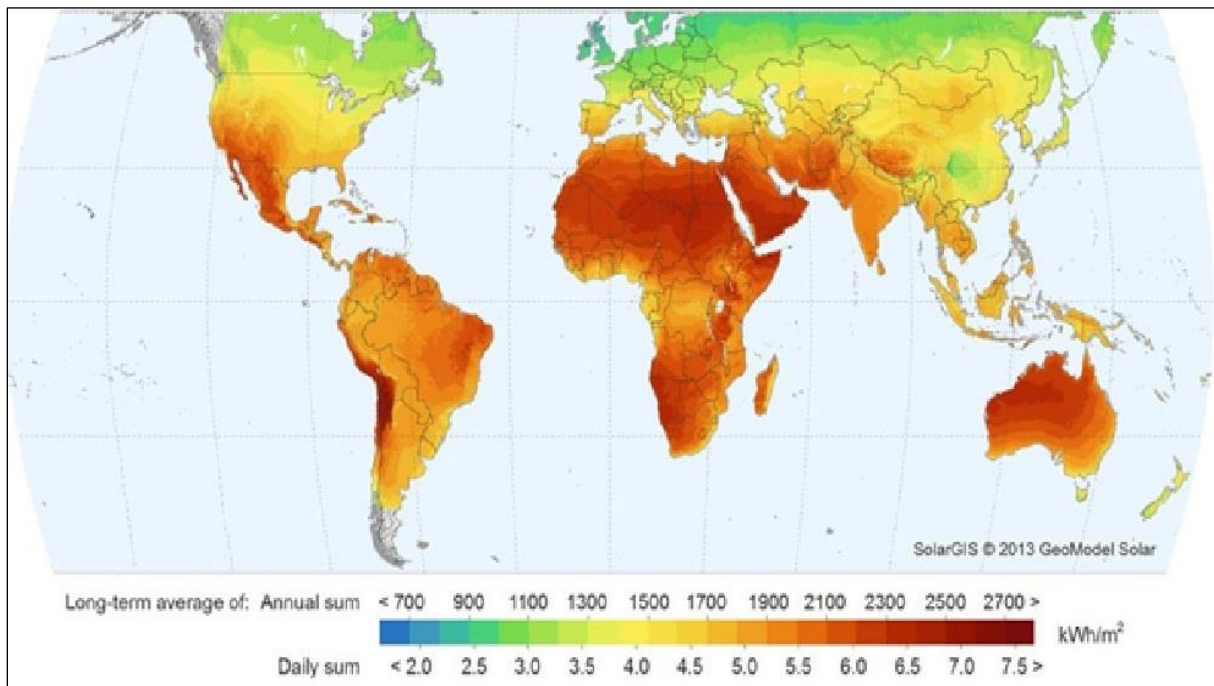 SolarGIS © 2013 GeoModel Solar
Long-term average of: Annual sum < 700 900 1100 1300 1500 1700 1900 2100 2300 2500 2700 >
kWh/m²
Daily sum < 2.0 2.5 3.0 3.5 4.0 4.5 5.0 5.5 6.0 6.5 7.0 7.5 >